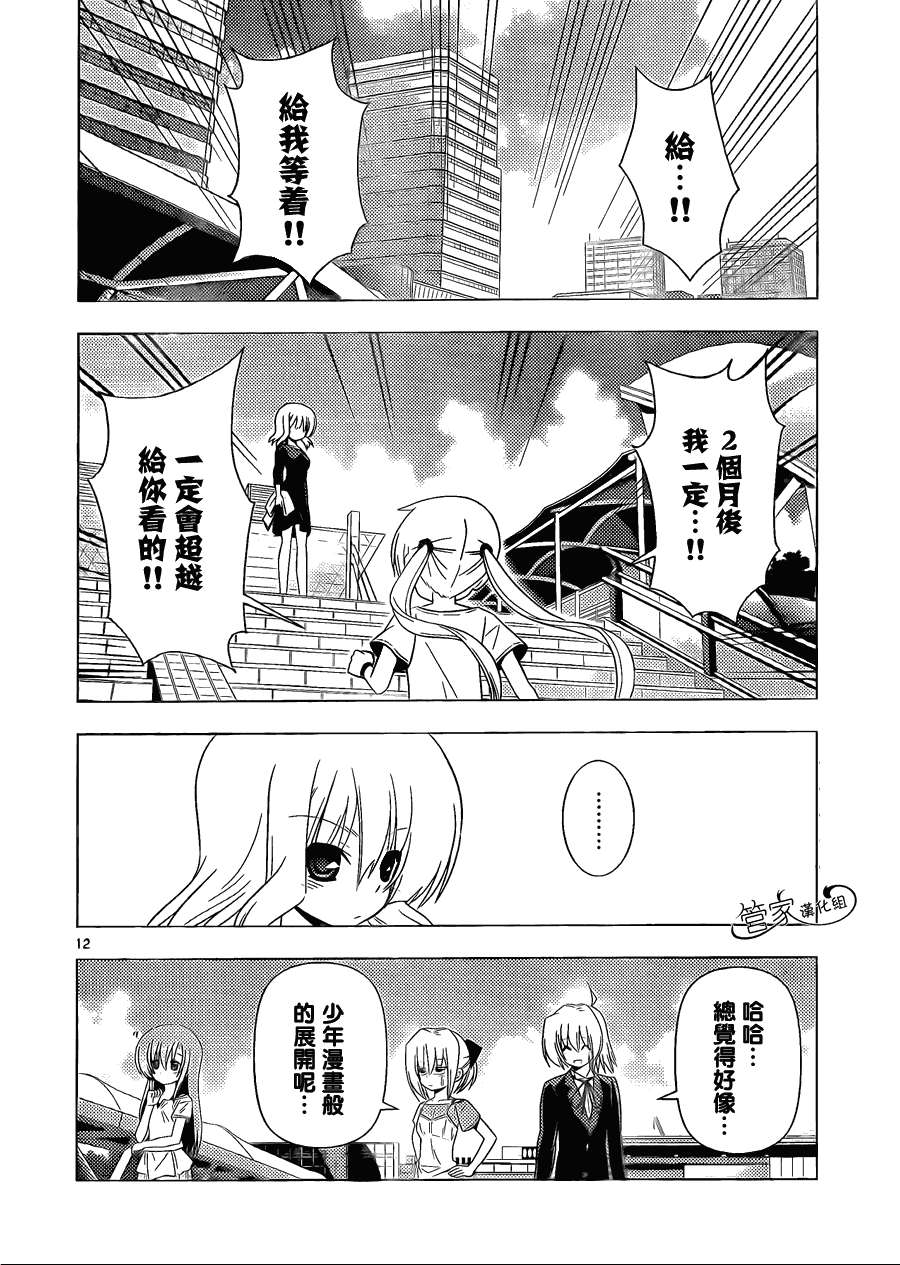 給…!!
給我等着!!
2個月後
我一定…!!
一定會超越
給你看的!!
………
管家漢化組
12
哈哈…
總覺得好像…
少年漫畫般
的展開呢…